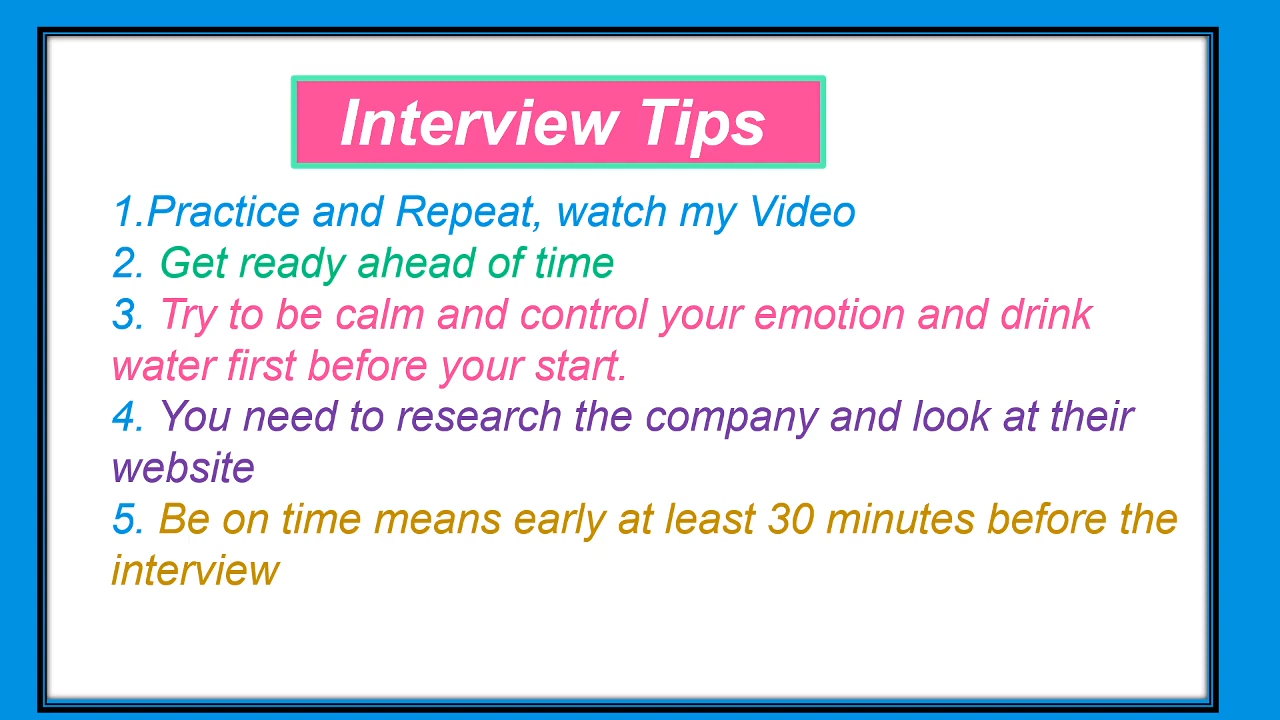 Interview Tips
1.Practice and Repeat, watch my Video
2. Get ready ahead of time
3. Try to be calm and control your emotion and drink
water first before your start.
4. You need to research the company and look at their
website
5. Be on time means early at least 30 minutes before the
interview